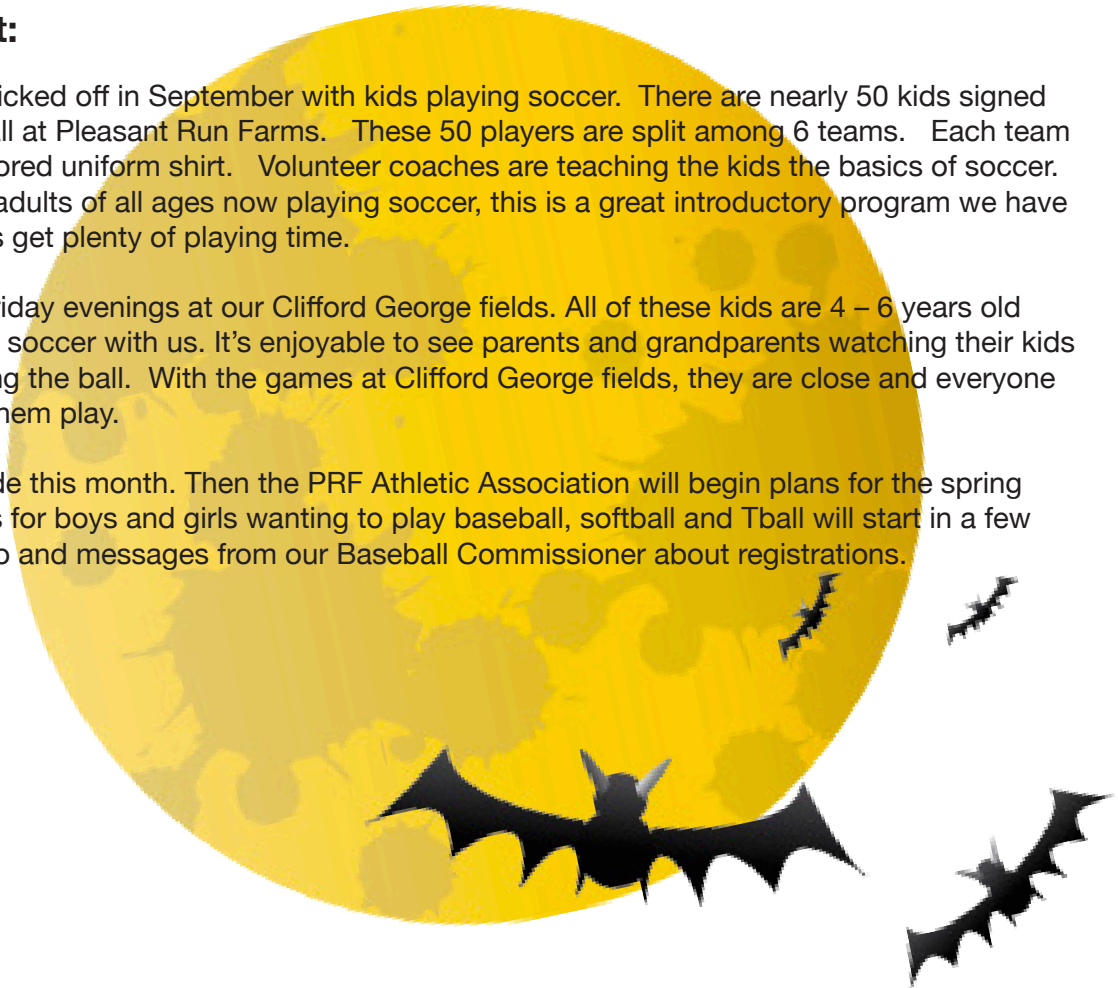 t:
icked off in September with kids playing soccer.  There are nearly 50 kids signed
all at Pleasant Run Farms.   These 50 players are split among 6 teams.   Each team
ored uniform shirt.   Volunteer coaches are teaching the kids the basics of soccer.
adults of all ages now playing soccer, this is a great introductory program we have
s get plenty of playing time.
riday evenings at our Clifford George fields. All of these kids are 4 – 6 years old
soccer with us. It's enjoyable to see parents and grandparents watching their kids
ng the ball.  With the games at Clifford George fields, they are close and everyone
hem play.
de this month. Then the PRF Athletic Association will begin plans for the spring
s for boys and girls wanting to play baseball, softball and Tball will start in a few
o and messages from our Baseball Commissioner about registrations.